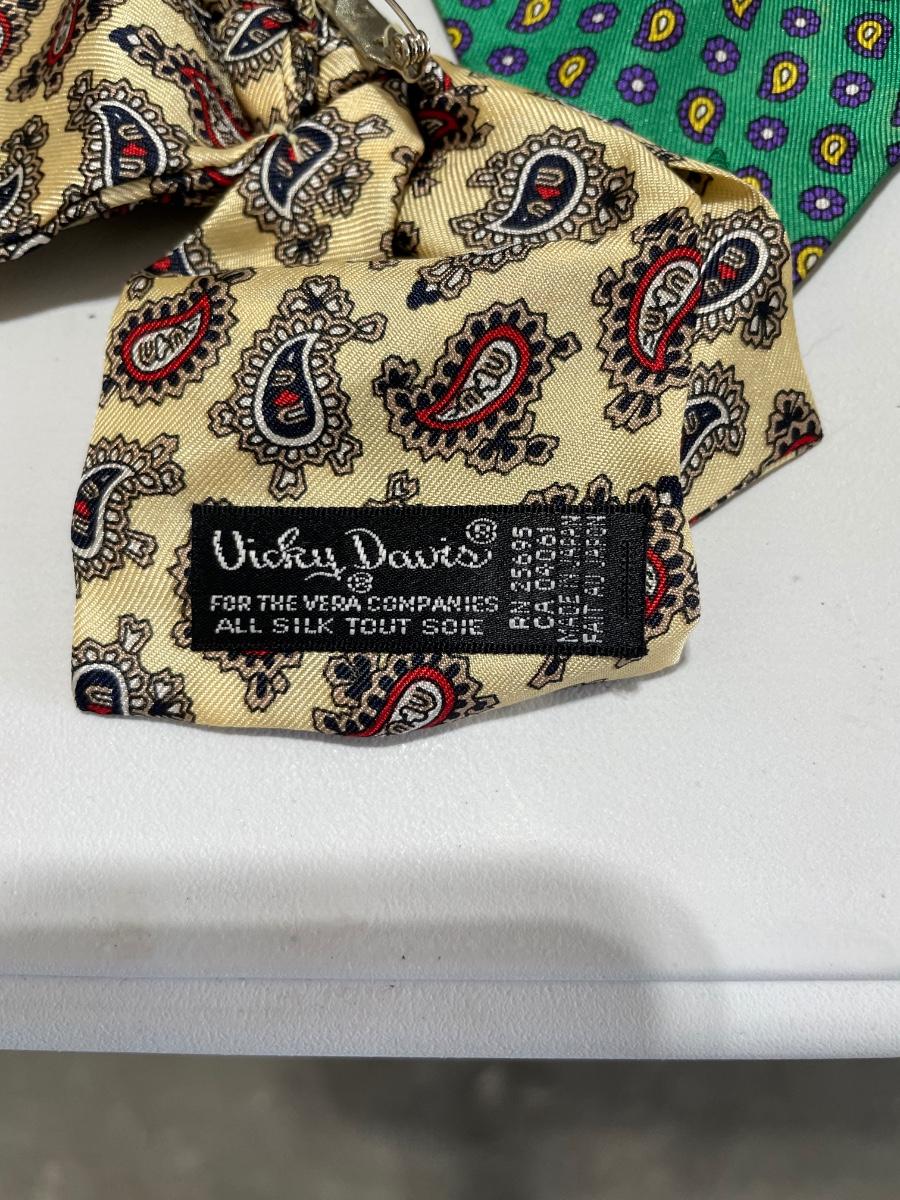 Vicky Davis®
®
FOR THE VERA COMPANIES
ALL SILK TOUT SOIE
RN 25695
CA 0A9061
MADE IN JAPAN
FAIT AU JAPON